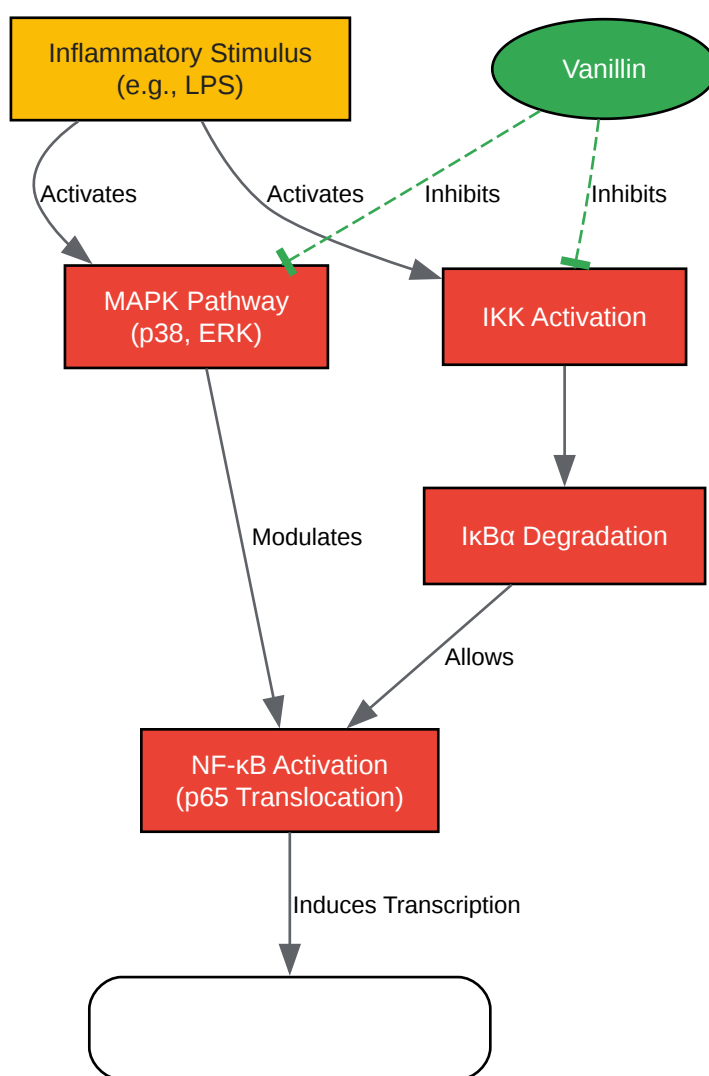 Inflammatory Stimulus
(e.g., LPS)
Vanillin
Activates
Activates
Inhibits
Inhibits
MAPK Pathway
(p38, ERK)
IKK Activation
Modulates
IκBα Degradation
Allows
NF-κB Activation
(p65 Translocation)
Induces Transcription